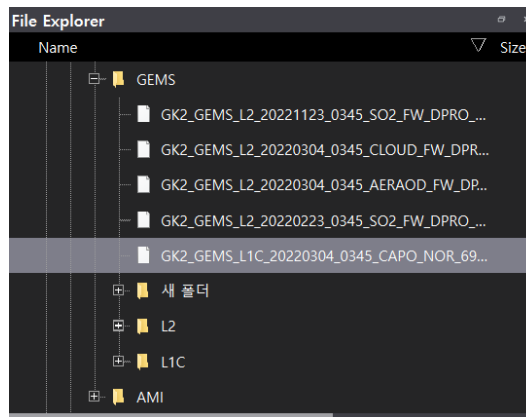 File Explorer
Name Size
GEMS
GK2_GEMS_L2_20221123_0345_SO2_FW_DPRO_...
GK2_GEMS_L2_20220304_0345_CLOUD_FW_DPR...
GK2_GEMS_L2_20220304_0345_AERAOD_FW_DP...
GK2_GEMS_L2_20220223_0345_SO2_FW_DPRO_...
GK2_GEMS_L1C_20220304_0345_CAPO_NOR_69...
새 폴더
L2
L1C
AMI